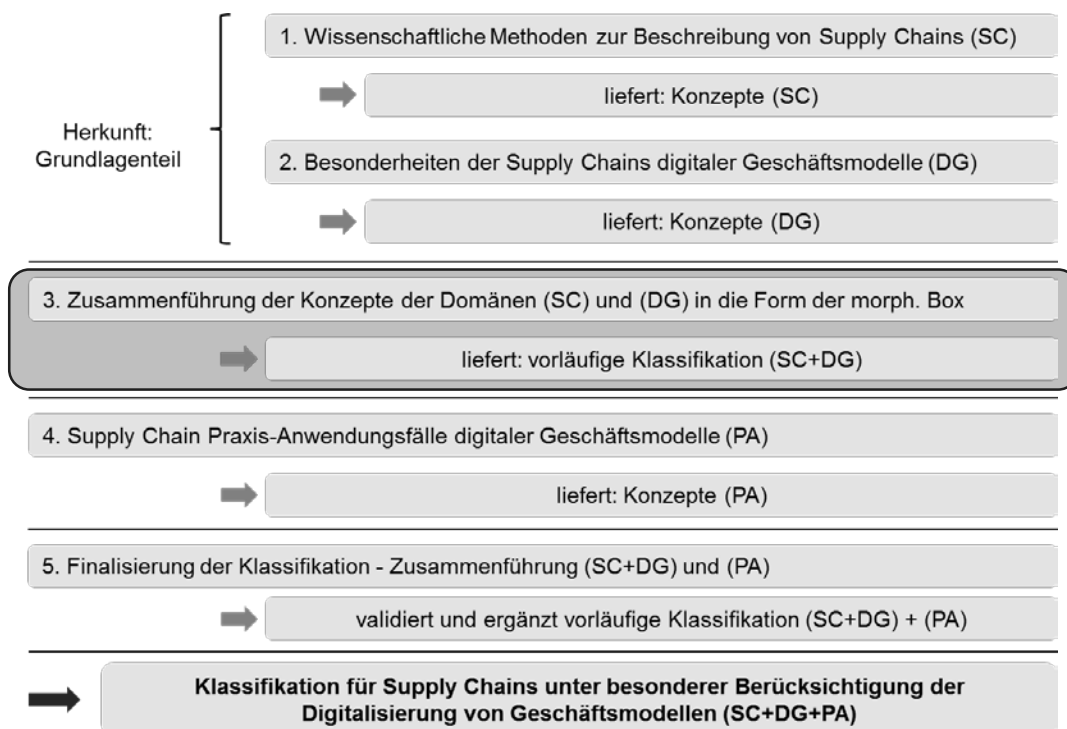 1. Wissenschaftliche Methoden zur Beschreibung von Supply Chains (SC)
liefert: Konzepte (SC)
Herkunft:
Grundlagenteil
2. Besonderheiten der Supply Chains digitaler Geschäftsmodelle (DG)
liefert: Konzepte (DG)
3. Zusammenführung der Konzepte der Domänen (SC) und (DG) in die Form der morph. Box
liefert: vorläufige Klassifikation (SC+DG)
4. Supply Chain Praxis-Anwendungsfälle digitaler Geschäftsmodelle (PA)
liefert: Konzepte (PA)
5. Finalisierung der Klassifikation - Zusammenführung (SC+DG) und (PA)
validiert und ergänzt vorläufige Klassifikation (SC+DG) + (PA)
Klassifikation für Supply Chains unter besonderer Berücksichtigung der
Digitalisierung von Geschäftsmodellen (SC+DG+PA)